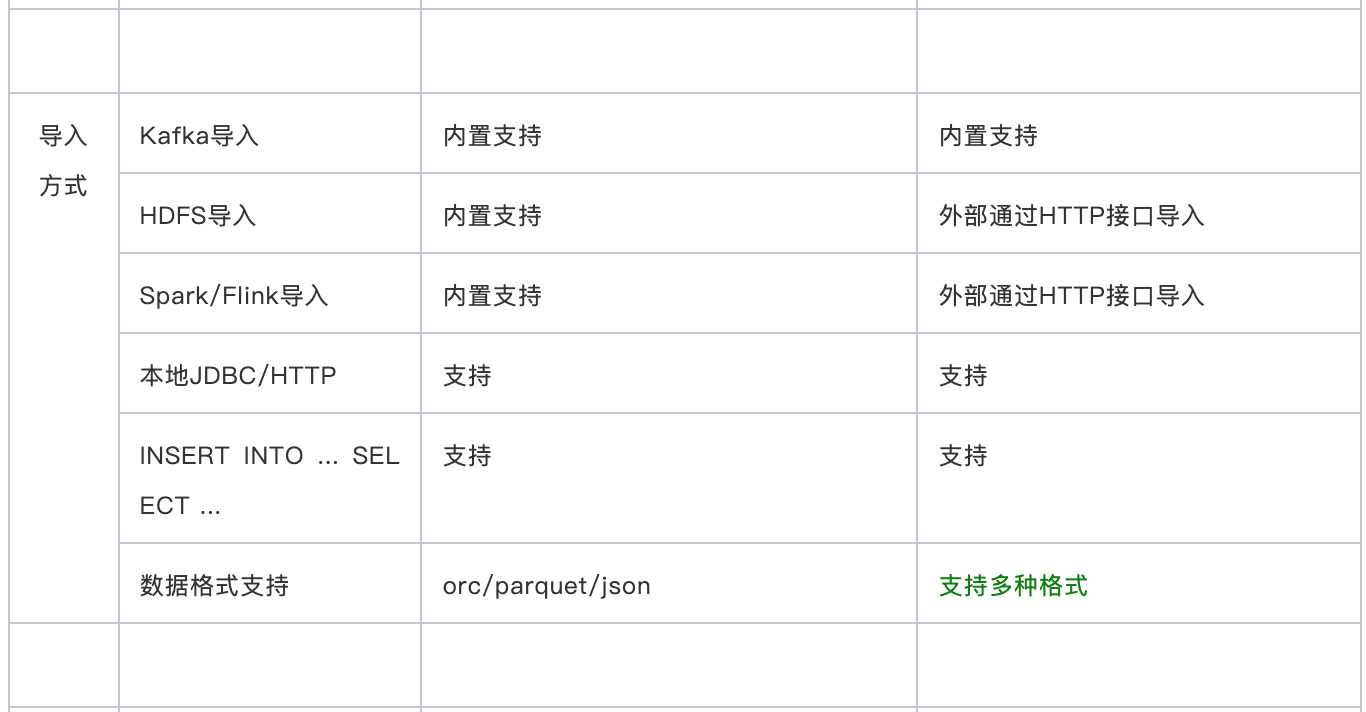 导入
方式
Kafka导入
内置支持
内置支持
HDFS导入
内置支持
外部通过HTTP接口导入
Spark/Flink导入
内置支持
外部通过HTTP接口导入
本地JDBC/HTTP
支持
支持
INSERT INTO ... SEL
ECT ...
支持
支持
数据格式支持
orc/parquet/json
支持多种格式